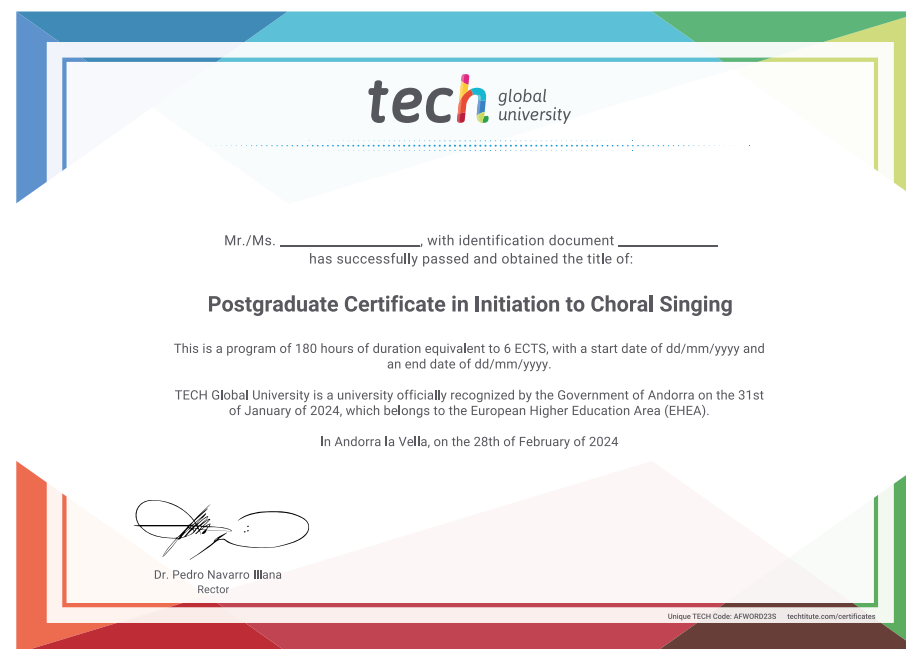 tech global university
Mr./Ms. ____________, with identification document ____________
has successfully passed and obtained the title of:
Postgraduate Certificate in Initiation to Choral Singing
This is a program of 180 hours of duration equivalent to 6 ECTS, with a start date of dd/mm/yyyy and
an end date of dd/mm/yyyy.
TECH Global University is a university officially recognized by the Government of Andorra on the 31st
of January of 2024, which belongs to the European Higher Education Area (EHEA).
In Andorra la Vella, on the 28th of February of 2024
Dr. Pedro Navarro Illana
Rector
Unique TECH Code: AFWORD23S techtitute.com/certificates